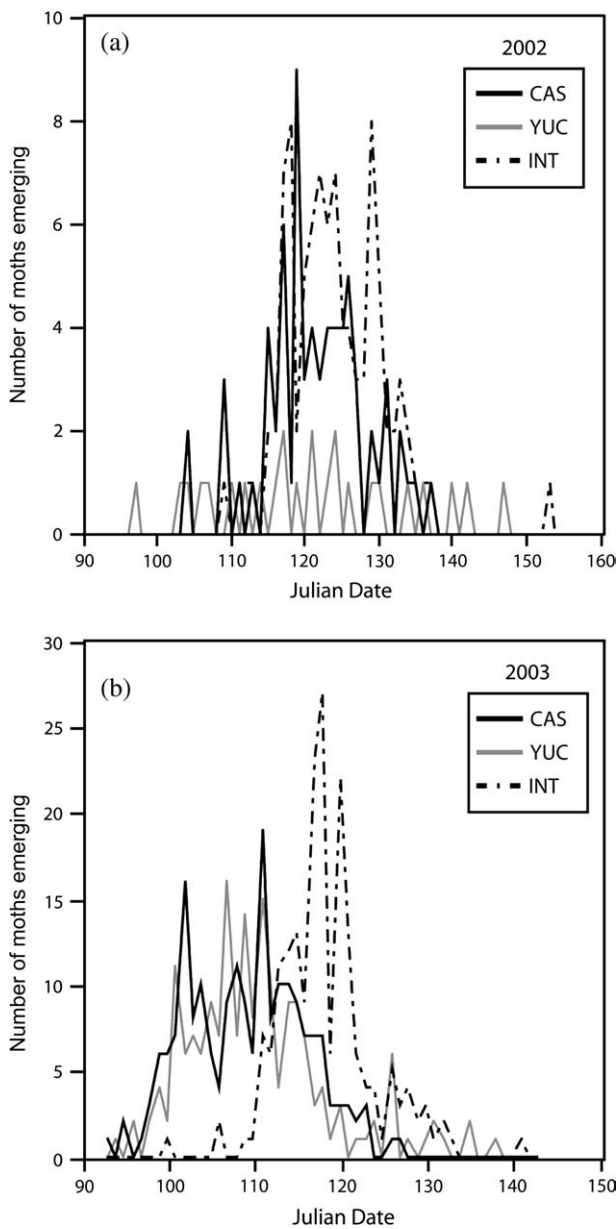 (a)
2002
CAS
YUC
INT
Number of moths emerging
10
8
6
4
2
0
90 100 110 120 130 140 150 160
Julian Date
(b)
2003
CAS
YUC
INT
Number of moths emerging
30
25
20
15
10
5
0
90 100 110 120 130 140 150
Julian Date